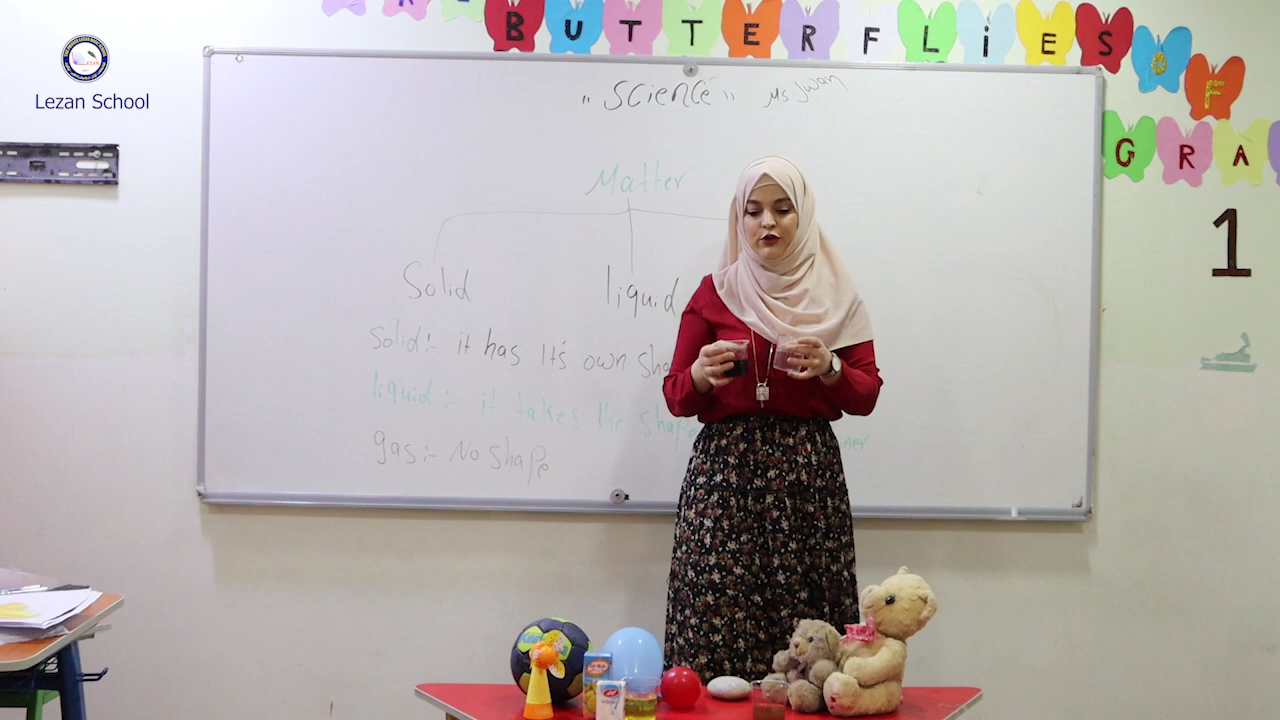 Lezan School
BUTTERFLIES
OF
GRA
1
"Science" Ms Jwan
Matter
Solid liquid
Solid:- it has It's own sha
liquid:- it takes the shape
gas:- No shape